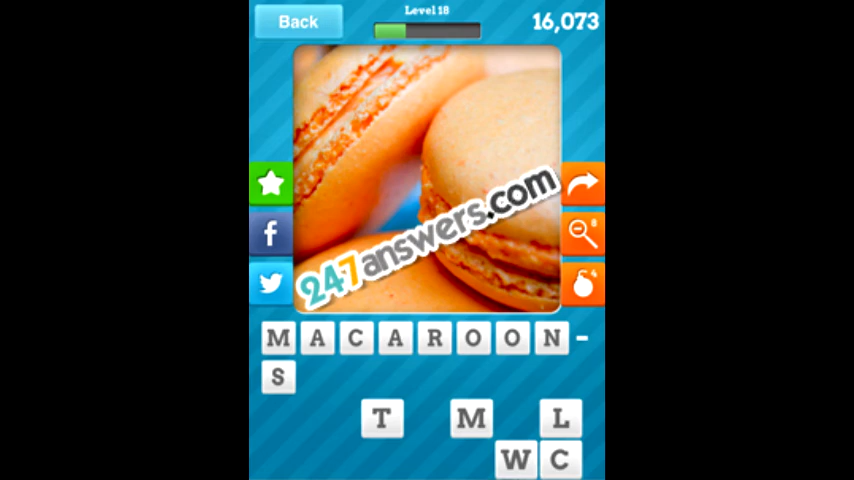 Back
Level 18
16,073
247answers.com
MACAROON-
S
T M L
W C